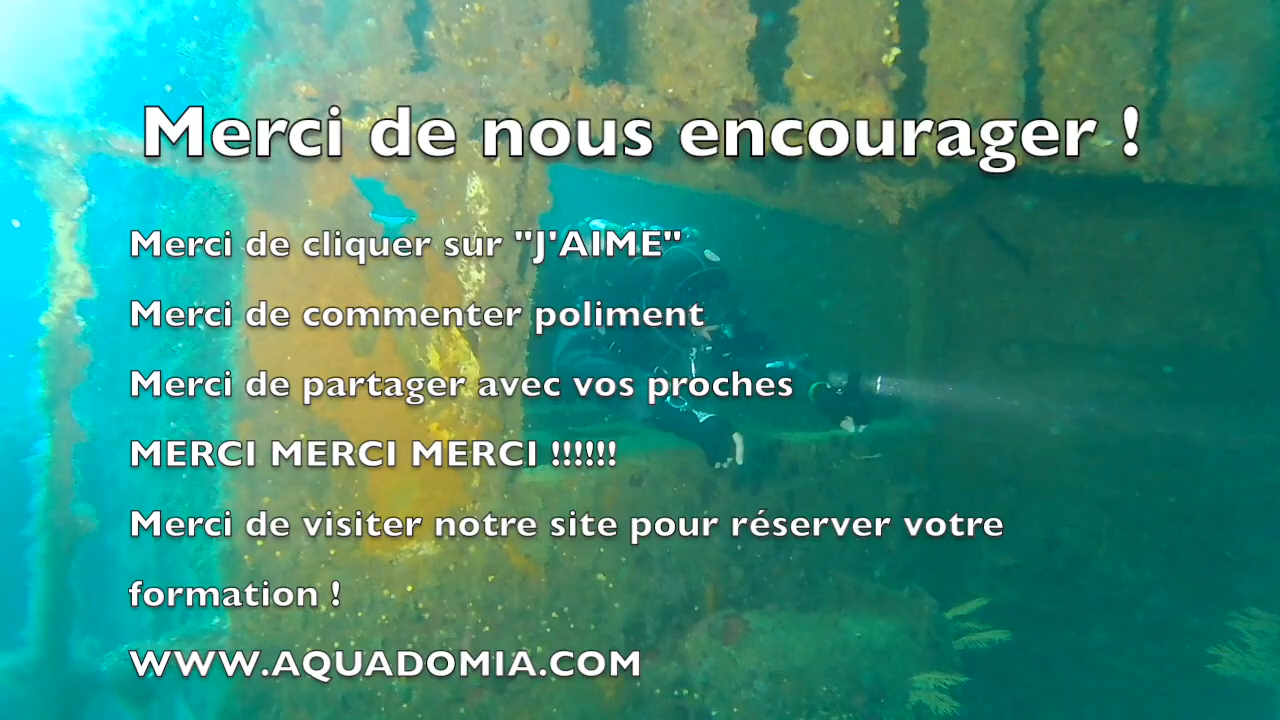 Merci de nous encourager !
Merci de cliquer sur "J'AIME"
Merci de commenter poliment
Merci de partager avec vos proches
MERCI MERCI MERCI !!!!!!
Merci de visiter notre site pour réserver votre
formation !
WWW.AQUADOMIA.COM